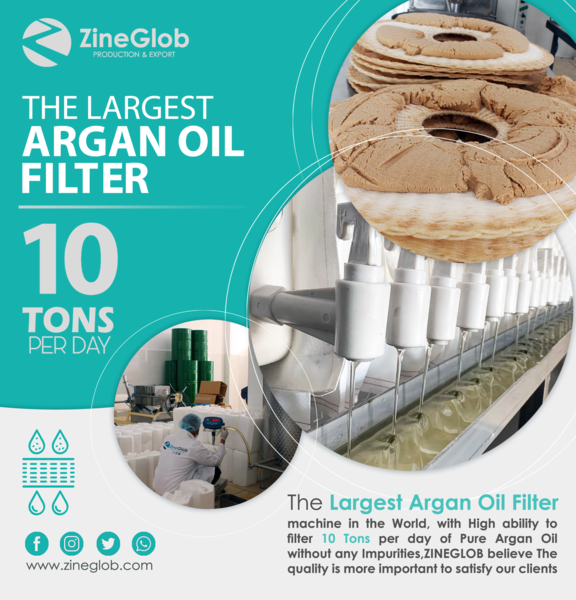 ZineGlob
PRODUCTION & EXPORT
THE LARGEST
ARGAN OIL
FILTER
10
TONS
PER DAY
ZineGlob
The Largest Argan Oil Filter
machine in the World, with High ability to
filter 10 Tons per day of Pure Argan Oil
without any Impurities,ZINEGLOB believe The
quality is more important to satisfy our clients
www.zineglob.com